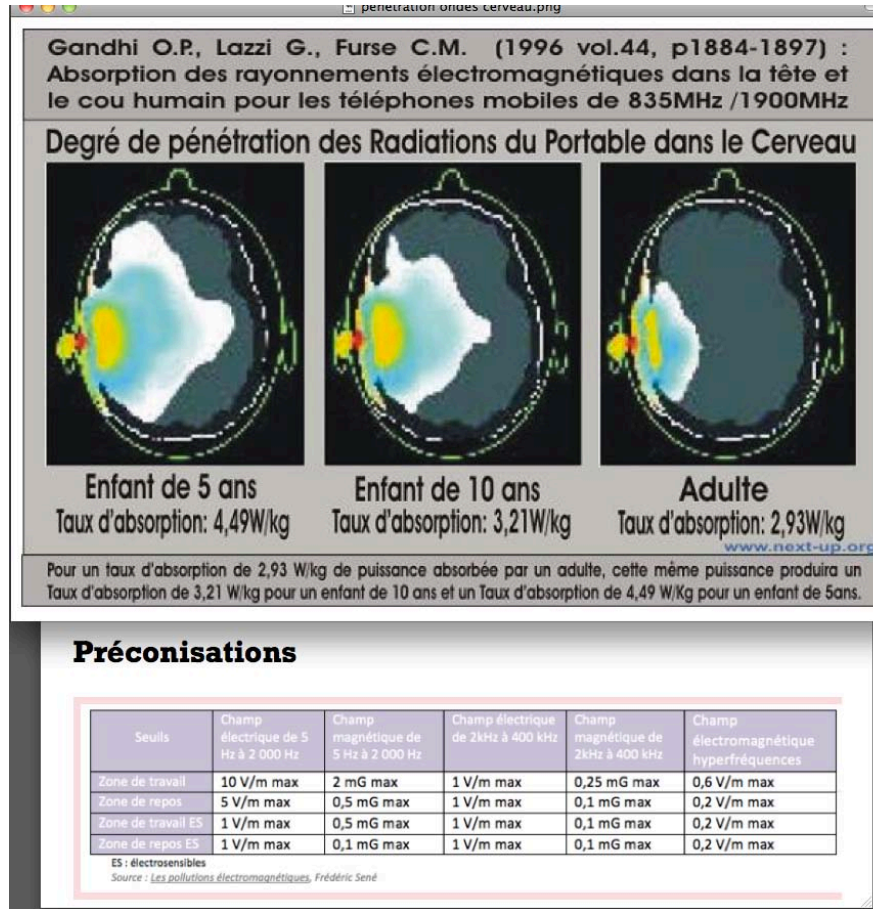 penetration ondes cerveau.png
Gandhi O.P., Lazzi G., Furse C.M. (1996 vol.44, p1884-1897) :
Absorption des rayonnements électromagnétiques dans la tête et
le cou humain pour les téléphones mobiles de 835MHz /1900MHz
Degré de pénétration des Radiations du Portable dans le Cerveau
Enfant de 5 ans
Taux d'absorption: 4,49W/kg
Enfant de 10 ans
Taux d'absorption: 3,21W/kg
Adulte
Taux d'absorption: 2,93W/kg
www.next-up.org
Pour un taux d'absorption de 2,93 W/kg de puissance absorbée par un adulte, cette même puissance produira un
Taux d'absorption de 3,21 W/kg pour un enfant de 10 ans et un Taux d'absorption de 4,49 W/Kg pour un enfant de 5ans.
Préconisations
Seuils
Champ
électrique de 5
Hz à 2 000 Hz
Champ
magnétique de
5 Hz à 2 000 Hz
Champ électrique
de 2kHz à 400 kHz
Champ
magnétique de
2kHz à 400 kHz
Champ
électromagnétique
hyperfréquences
Zone de travail 10 V/m max 2 mG max 1 V/m max 0,25 mG max 0,6 V/m max
Zone de repos 5 V/m max 0,5 mG max 1 V/m max 0,1 mG max 0,2 V/m max
Zone de travail ES 1 V/m max 0,5 mG max 1 V/m max 0,1 mG max 0,2 V/m max
Zone de repos ES 1 V/m max 0,1 mG max 1 V/m max 0,1 mG max 0,2 V/m max
ES : électrosensibles
Source : Les pollutions électromagnétiques, Frédéric Sené